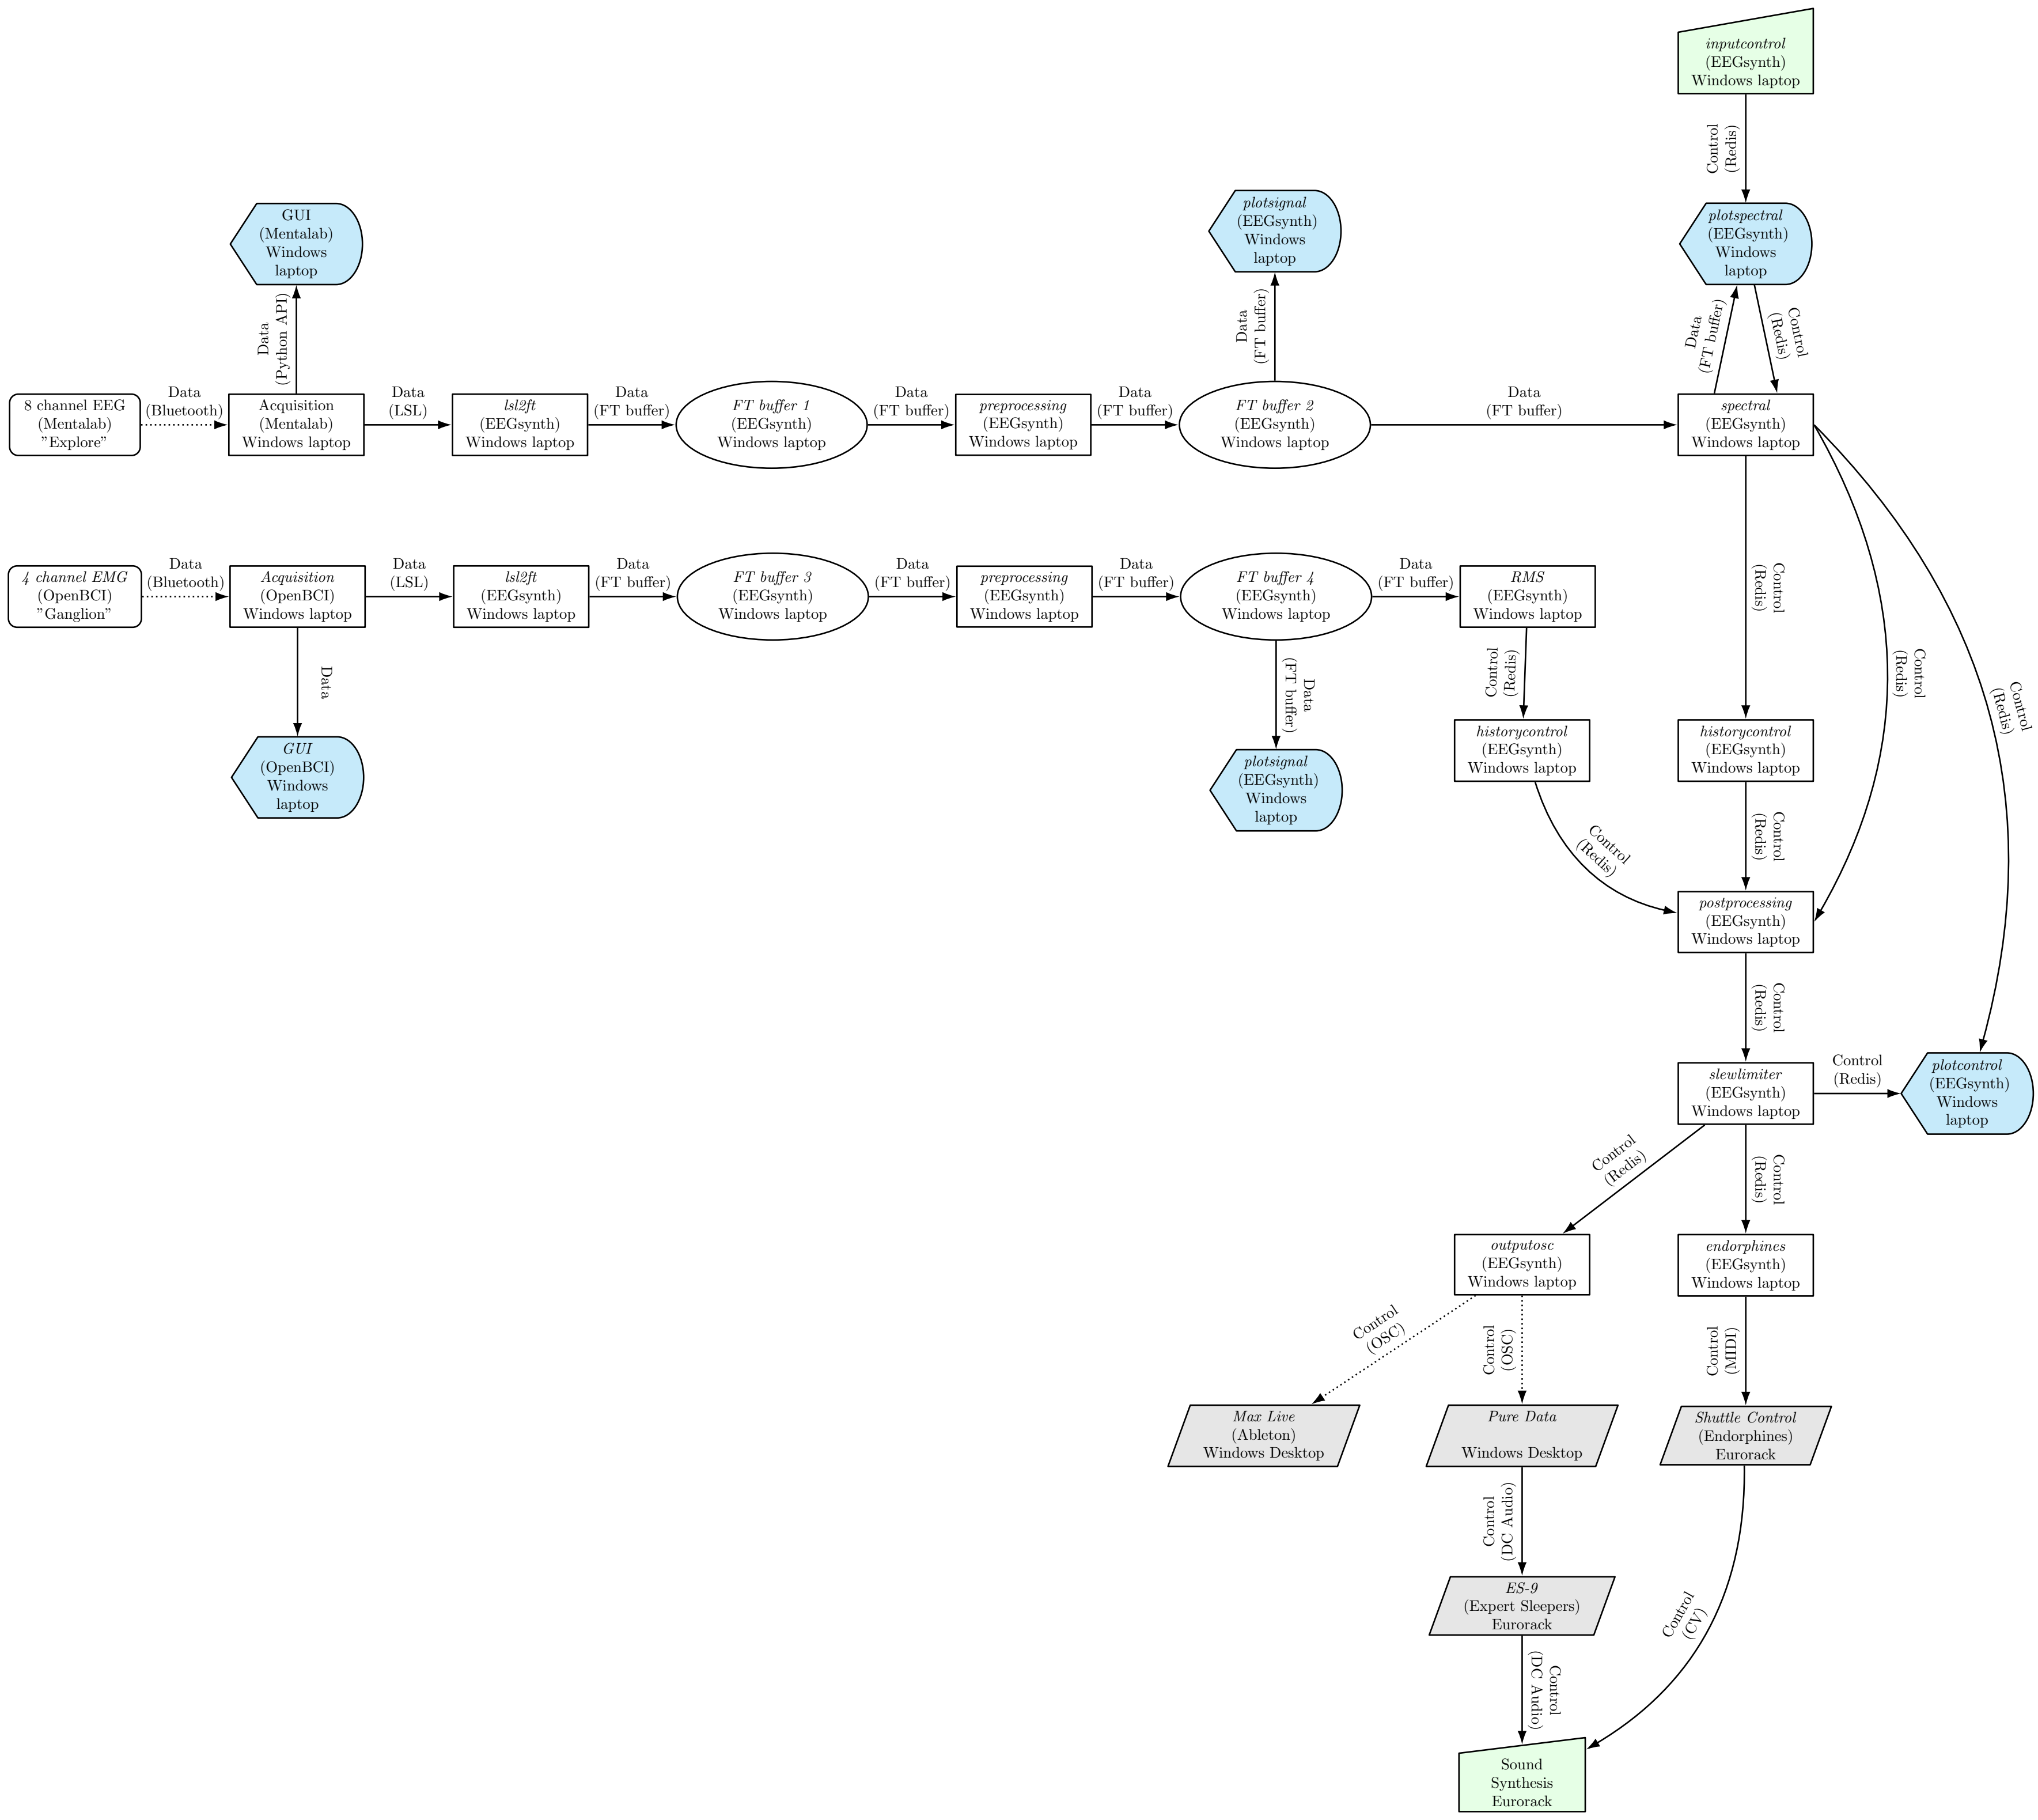 inputcontrol
(EEGsynth)
Windows laptop
Control
(Redis)
GUI
(Mentalab)
Windows
laptop
plotsignal
(EEGsynth)
Windows
laptop
plotspectral
(EEGsynth)
Windows
laptop
Data
(Python API)
Data
(FT buffer)
Data
(FT buffer)
Control
(Redis)
8 channel EEG
(Mentalab)
"Explore"
Data
(Bluetooth)
Acquisition
(Mentalab)
Windows laptop
Data
(LSL)
lsl2ft
(EEGsynth)
Windows laptop
Data
(FT buffer)
FT buffer 1
(EEGsynth)
Windows laptop
Data
(FT buffer)
preprocessing
(EEGsynth)
Windows laptop
Data
(FT buffer)
FT buffer 2
(EEGsynth)
Windows laptop
Data
(FT buffer)
spectral
(EEGsynth)
Windows laptop
4 channel EMG
(OpenBCI)
"Ganglion"
Data
(Bluetooth)
Acquisition
(OpenBCI)
Windows laptop
Data
(LSL)
lsl2ft
(EEGsynth)
Windows laptop
Data
(FT buffer)
FT buffer 3
(EEGsynth)
Windows laptop
Data
(FT buffer)
preprocessing
(EEGsynth)
Windows laptop
Data
(FT buffer)
FT buffer 4
(EEGsynth)
Windows laptop
Data
(FT buffer)
RMS
(EEGsynth)
Windows laptop
Control
(Redis)
Data
Data
(FT buffer)
Control
(Redis)
Control
(Redis)
Control
(Redis)
GUI
(OpenBCI)
Windows
laptop
plotsignal
(EEGsynth)
Windows
laptop
historycontrol
(EEGsynth)
Windows laptop
historycontrol
(EEGsynth)
Windows laptop
Control
(Redis)
Control
(Redis)
postprocessing
(EEGsynth)
Windows laptop
Control
(Redis)
slewlimiter
(EEGsynth)
Windows laptop
Control
(Redis)
plotcontrol
(EEGsynth)
Windows
laptop
Control
(Redis)
Control
(Redis)
outputosc
(EEGsynth)
Windows laptop
endorphines
(EEGsynth)
Windows laptop
Control
(OSC)
Control
(OSC)
Control
(MIDI)
Max Live
(Ableton)
Windows Desktop
Pure Data
Windows Desktop
Shuttle Control
(Endorphines)
Eurorack
Control
(DC Audio)
ES-9
(Expert Sleepers)
Eurorack
Control
(CV)
Control
(DC Audio)
Sound
Synthesis
Eurorack